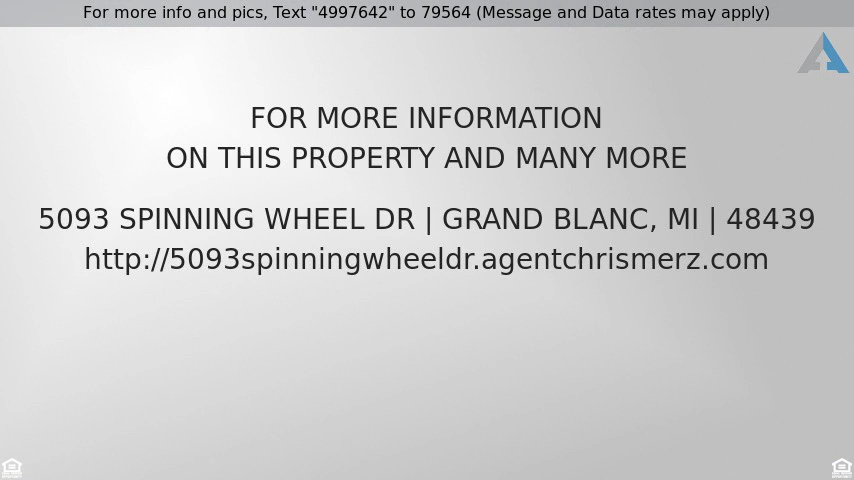 For more info and pics, Text "4997642" to 79564 (Message and Data rates may apply)
FOR MORE INFORMATION
ON THIS PROPERTY AND MANY MORE
5093 SPINNING WHEEL DR | GRAND BLANC, MI | 48439
http://5093spinningwheeldr.agentchrismerz.com